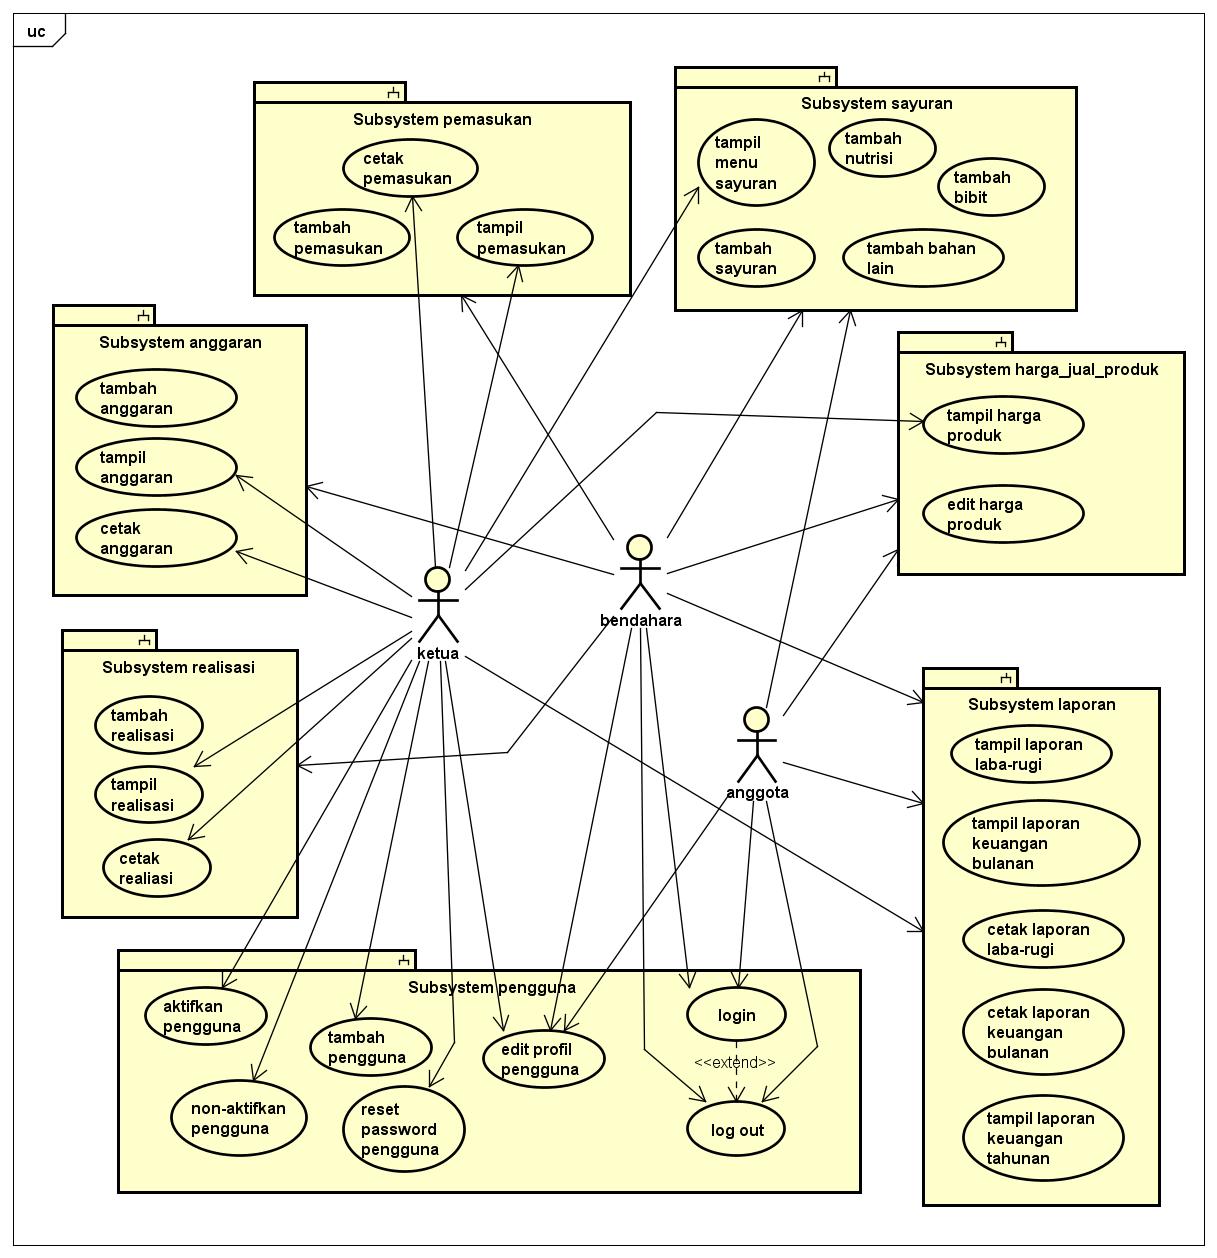 uc
Subsystem pemasukan
cetak
pemasukan
tambah
pemasukan
tampil
pemasukan
Subsystem sayuran
tampil
menu
sayuran
tambah
nutrisi
tambah
bibit
tambah
sayuran
tambah bahan
lain
Subsystem anggaran
tambah
anggaran
tampil
anggaran
cetak
anggaran
Subsystem harga_jual_produk
tampil harga
produk
edit harga
produk
ketua
bendahara
anggota
Subsystem realisasi
tambah
realisasi
tampil
realisasi
cetak
realiasi
Subsystem laporan
tampil laporan
laba-rugi
tampil laporan
keuangan
bulanan
cetak laporan
laba-rugi
cetak laporan
keuangan
bulanan
tampil laporan
keuangan
tahunan
Subsystem pengguna
aktifkan
pengguna
non-aktifkan
pengguna
tambah
pengguna
reset
password
pengguna
edit profil
pengguna
login
<<extend>>
log out